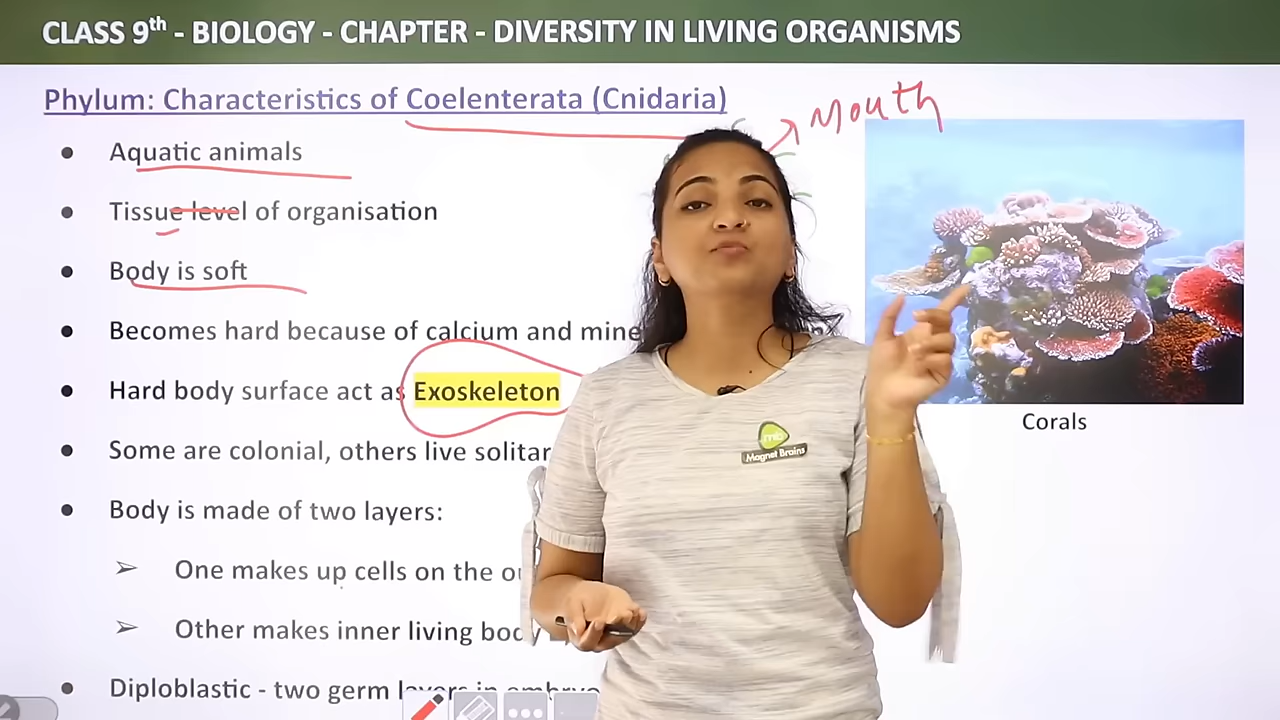 CLASS 9th - BIOLOGY - CHAPTER - DIVERSITY IN LIVING ORGANISMS
Phylum: Characteristics of Coelenterata (Cnidaria)
Mouth
● Aquatic animals
● Tissue level of organisation
● Body is soft
● Becomes hard because of calcium and
● Hard body surface act as Exoskeleton
Corals
● Some are colonial, others live
mb
Magnet Brains
● Body is made of two layers:
➢ One makes up cells on the
➢ Other makes inner living
● Diploblastic - two germ layers in